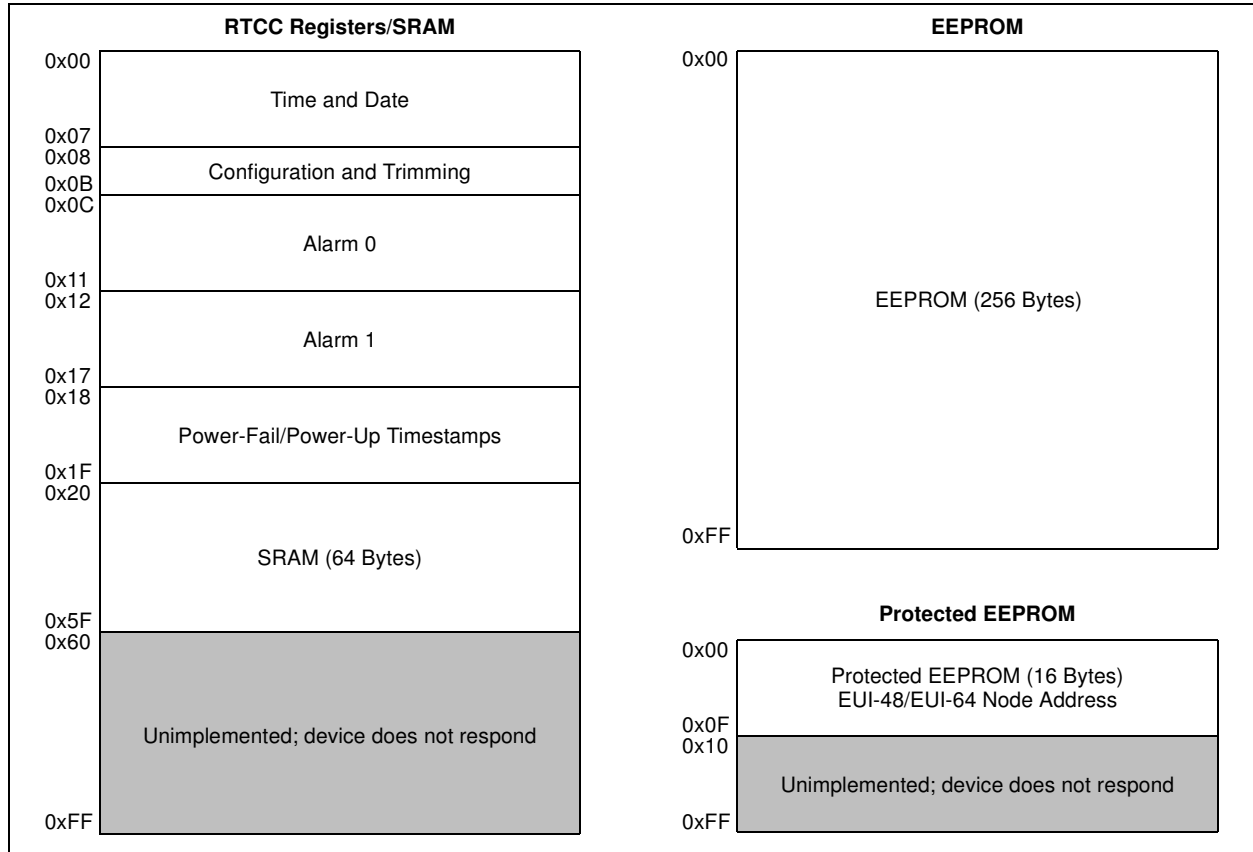 RTCC Registers/SRAM
0x00
Time and Date
0x07
0x08
Configuration and Trimming
0x0B
0x0C
Alarm 0
0x11
0x12
Alarm 1
0x17
0x18
Power-Fail/Power-Up Timestamps
0x1F
0x20
SRAM (64 Bytes)
0x5F
0x60
Unimplemented; device does not respond
0xFF
EEPROM
0x00
EEPROM (256 Bytes)
0xFF
Protected EEPROM
0x00
Protected EEPROM (16 Bytes)
EUI-48/EUI-64 Node Address
0x0F
0x10
Unimplemented; device does not respond
0xFF